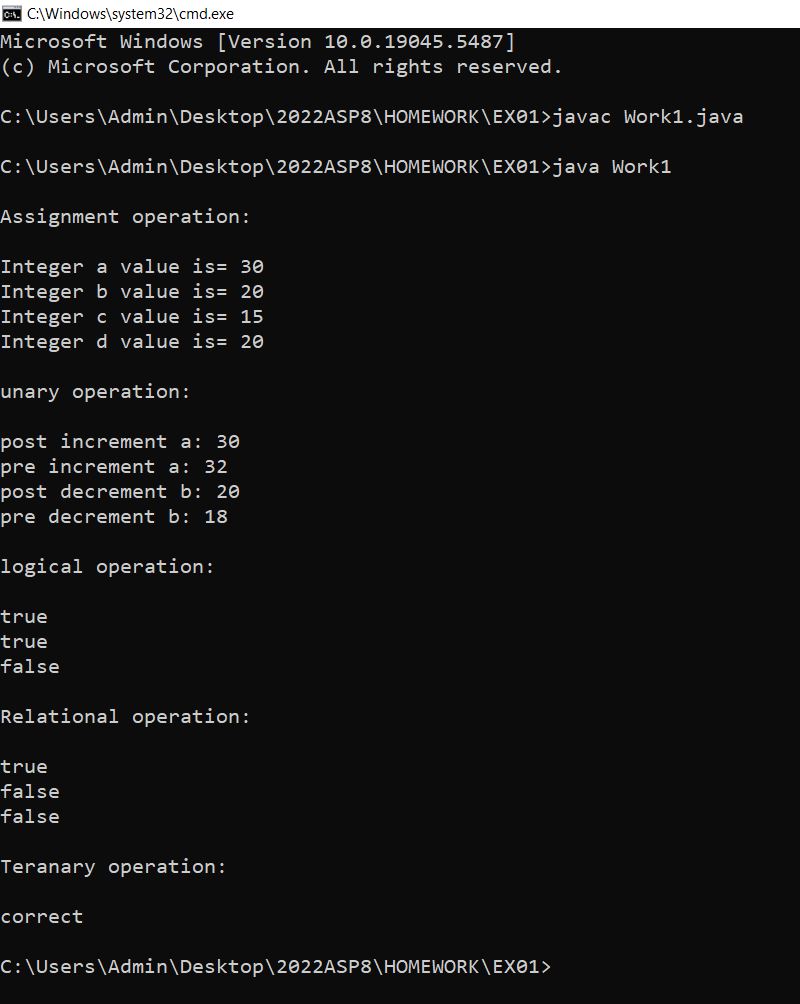 C:\Windows\system32\cmd.exe
Microsoft Windows [Version 10.0.19045.5487]
(c) Microsoft Corporation. All rights reserved.
C:\Users\Admin\Desktop\2022ASP8\HOMEWORK\EX01>javac Work1.java
C:\Users\Admin\Desktop\2022ASP8\HOMEWORK\EX01>java Work1
Assignment operation:
Integer a value is= 30
Integer b value is= 20
Integer c value is= 15
Integer d value is= 20
unary operation:
post increment a: 30
pre increment a: 32
post decrement b: 20
pre decrement b: 18
logical operation:
true
true
false
Relational operation:
true
false
false
Teranary operation:
correct
C:\Users\Admin\Desktop\2022ASP8\HOMEWORK\EX01>